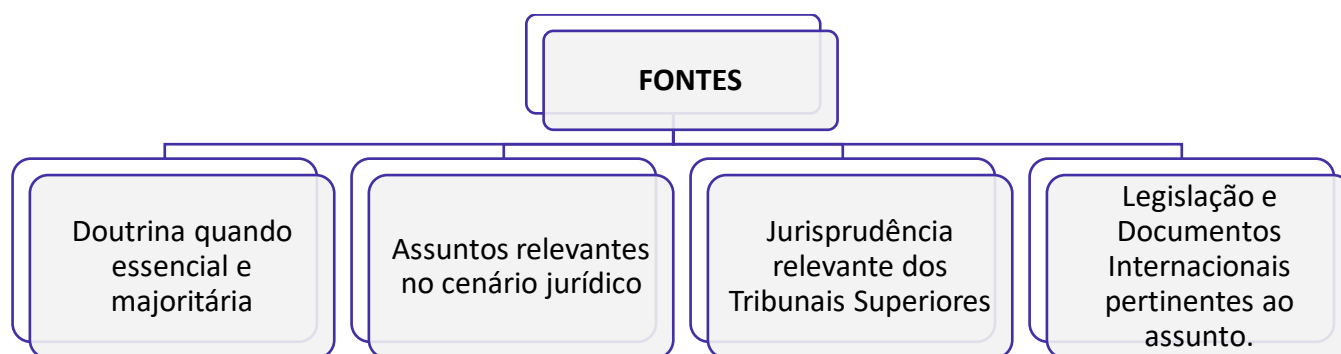 FONTES
Doutrina quando
essencial e
majoritária
Assuntos relevantes
no cenário jurídico
Jurisprudência
relevante dos
Tribunais Superiores
Legislação e
Documentos
Internacionais
pertinentes ao
assunto.